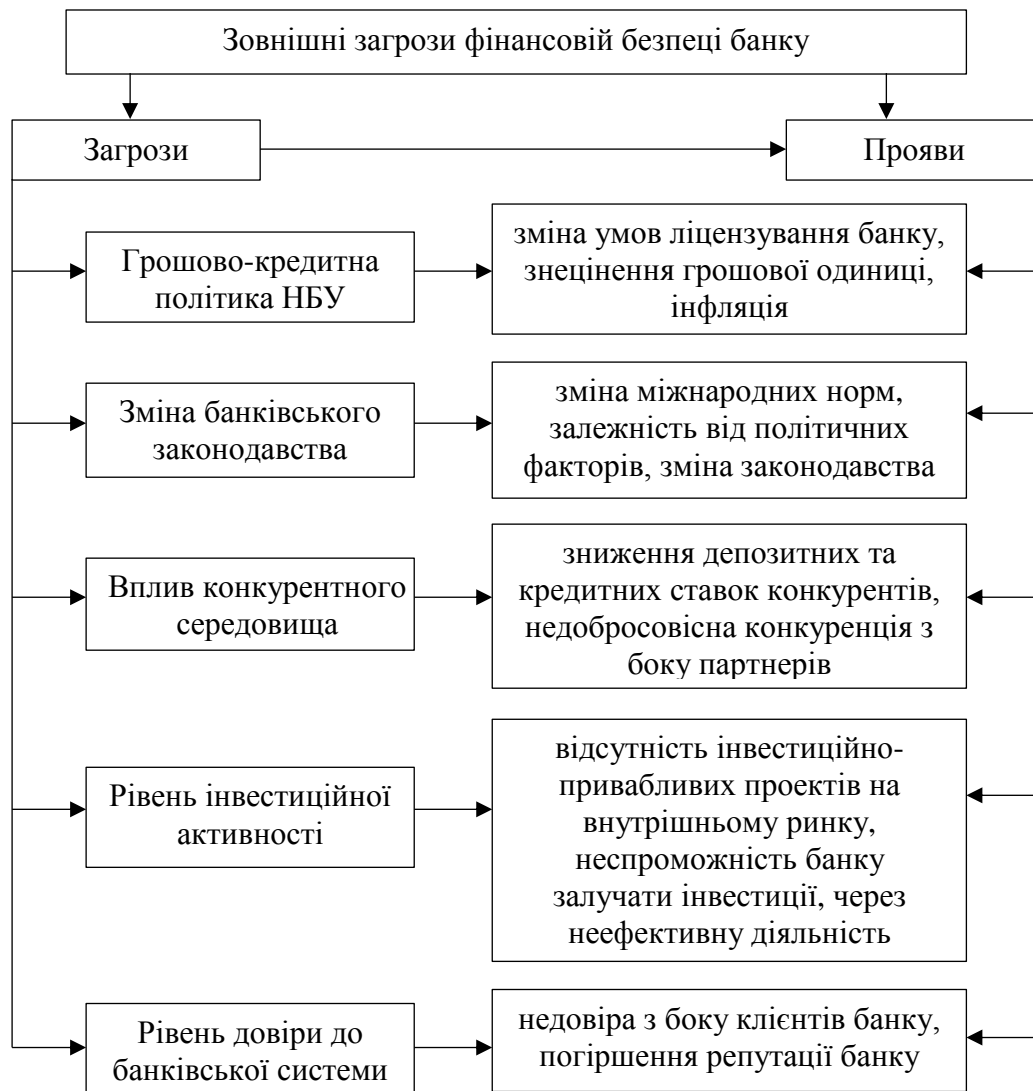 Зовнішні загрози фінансовій безпеці банку
Загрози
Прояви
Грошово-кредитна
політика НБУ
зміна умов ліцензування банку,
знецінення грошової одиниці,
інфляція
Зміна банківського
законодавства
зміна міжнародних норм,
залежність від політичних
факторів, зміна законодавства
Вплив конкурентного
середовища
зниження депозитних та
кредитних ставок конкурентів,
недобросовісна конкуренція з
боку партнерів
Рівень інвестиційної
активності
відсутність інвестиційно-
привабливих проектів на
внутрішньому ринку,
неспроможність банку
залучати інвестиції, через
неефективну діяльність
Рівень довіри до
банківської системи
недовіра з боку клієнтів банку,
погіршення репутації банку